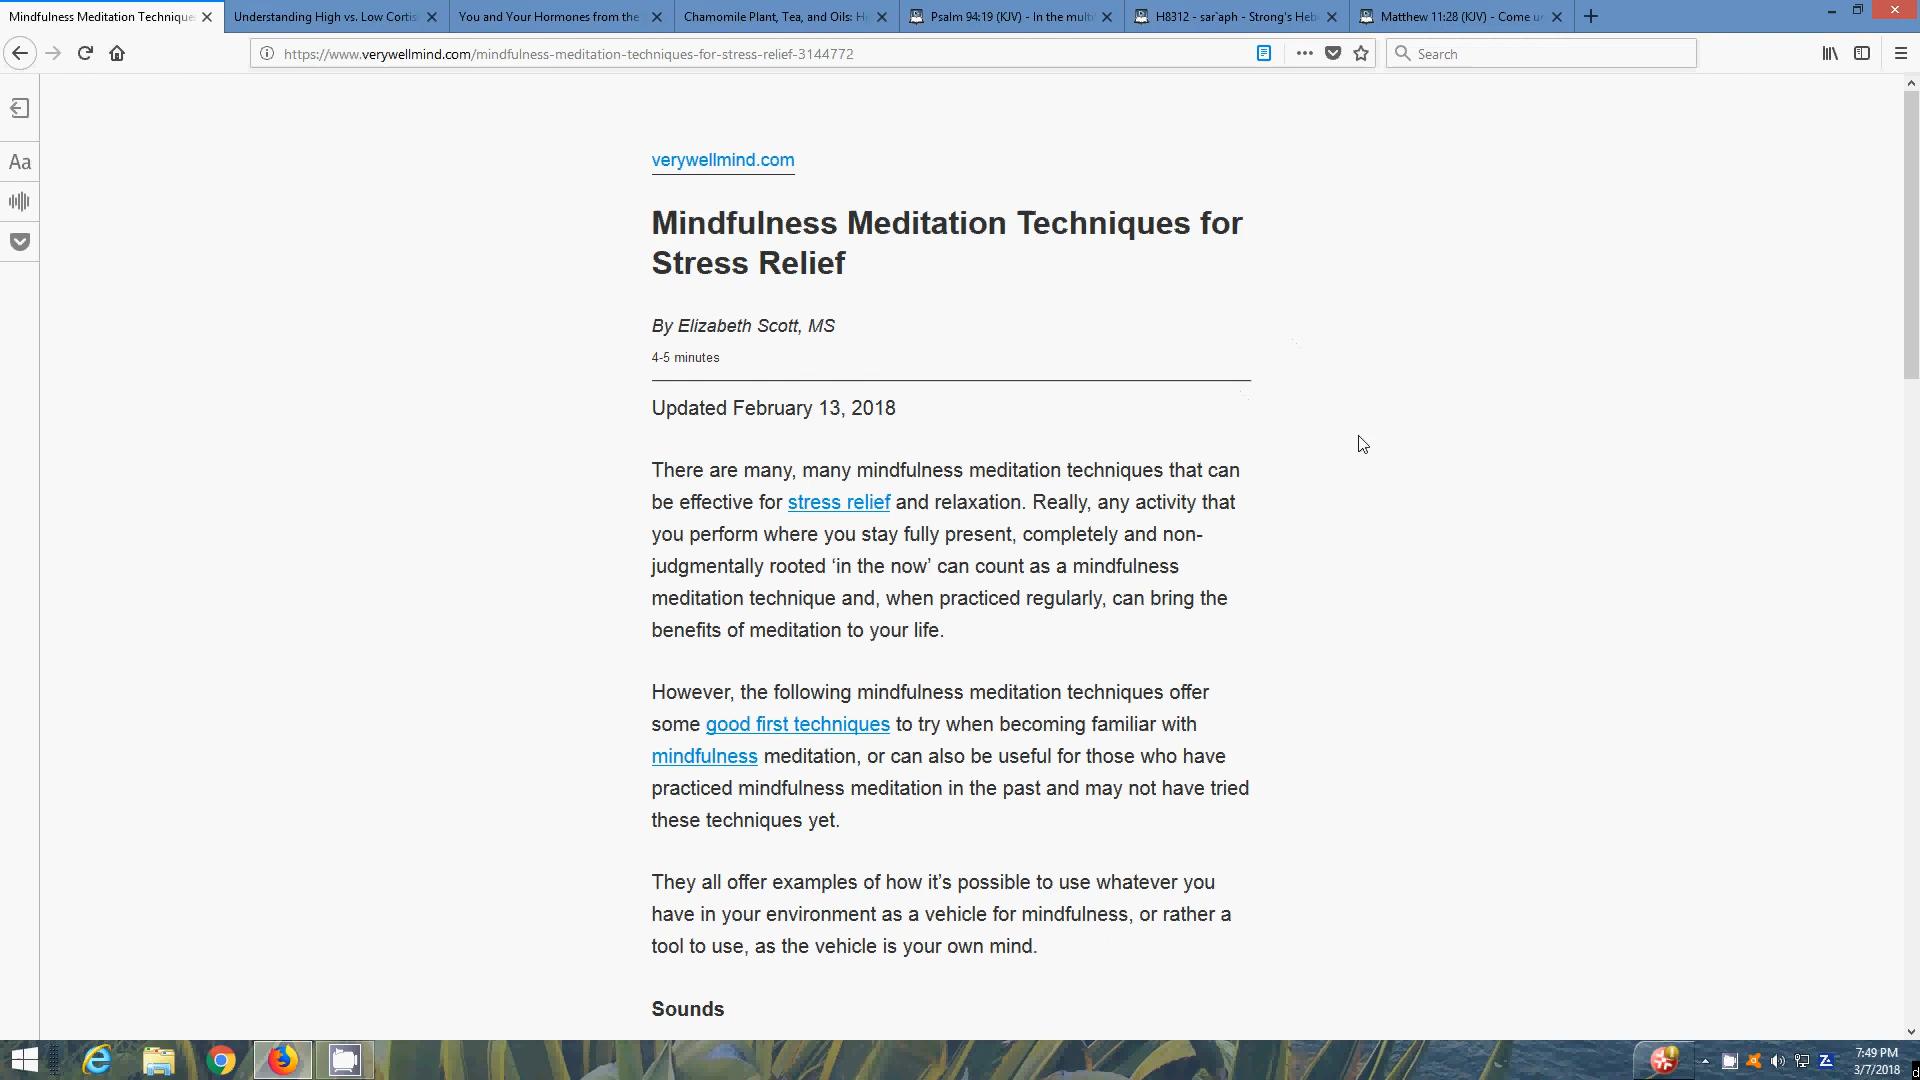 Mindfulness Meditation Technique
Understanding High vs. Low Cortis
You and Your Hormones from the
Chamomile Plant, Tea, and Oils: H
Psalm 94:19 (KJV) - In the mult
H8312 - sar`aph - Strong's Heb
Matthew 11:28 (KJV) - Come u
https://www.verywellmind.com/mindfulness-meditation-techniques-for-stress-relief-3144772
Search
Aa
verywellmind.com
Mindfulness Meditation Techniques for
Stress Relief
By Elizabeth Scott, MS
4-5 minutes
Updated February 13, 2018
There are many, many mindfulness meditation techniques that can
be effective for stress relief and relaxation. Really, any activity that
you perform where you stay fully present, completely and non-
judgmentally rooted ‘in the now’ can count as a mindfulness
meditation technique and, when practiced regularly, can bring the
benefits of meditation to your life.
However, the following mindfulness meditation techniques offer
some good first techniques to try when becoming familiar with
mindfulness meditation, or can also be useful for those who have
practiced mindfulness meditation in the past and may not have tried
these techniques yet.
They all offer examples of how it’s possible to use whatever you
have in your environment as a vehicle for mindfulness, or rather a
tool to use, as the vehicle is your own mind.
Sounds
7:49 PM
3/7/2018